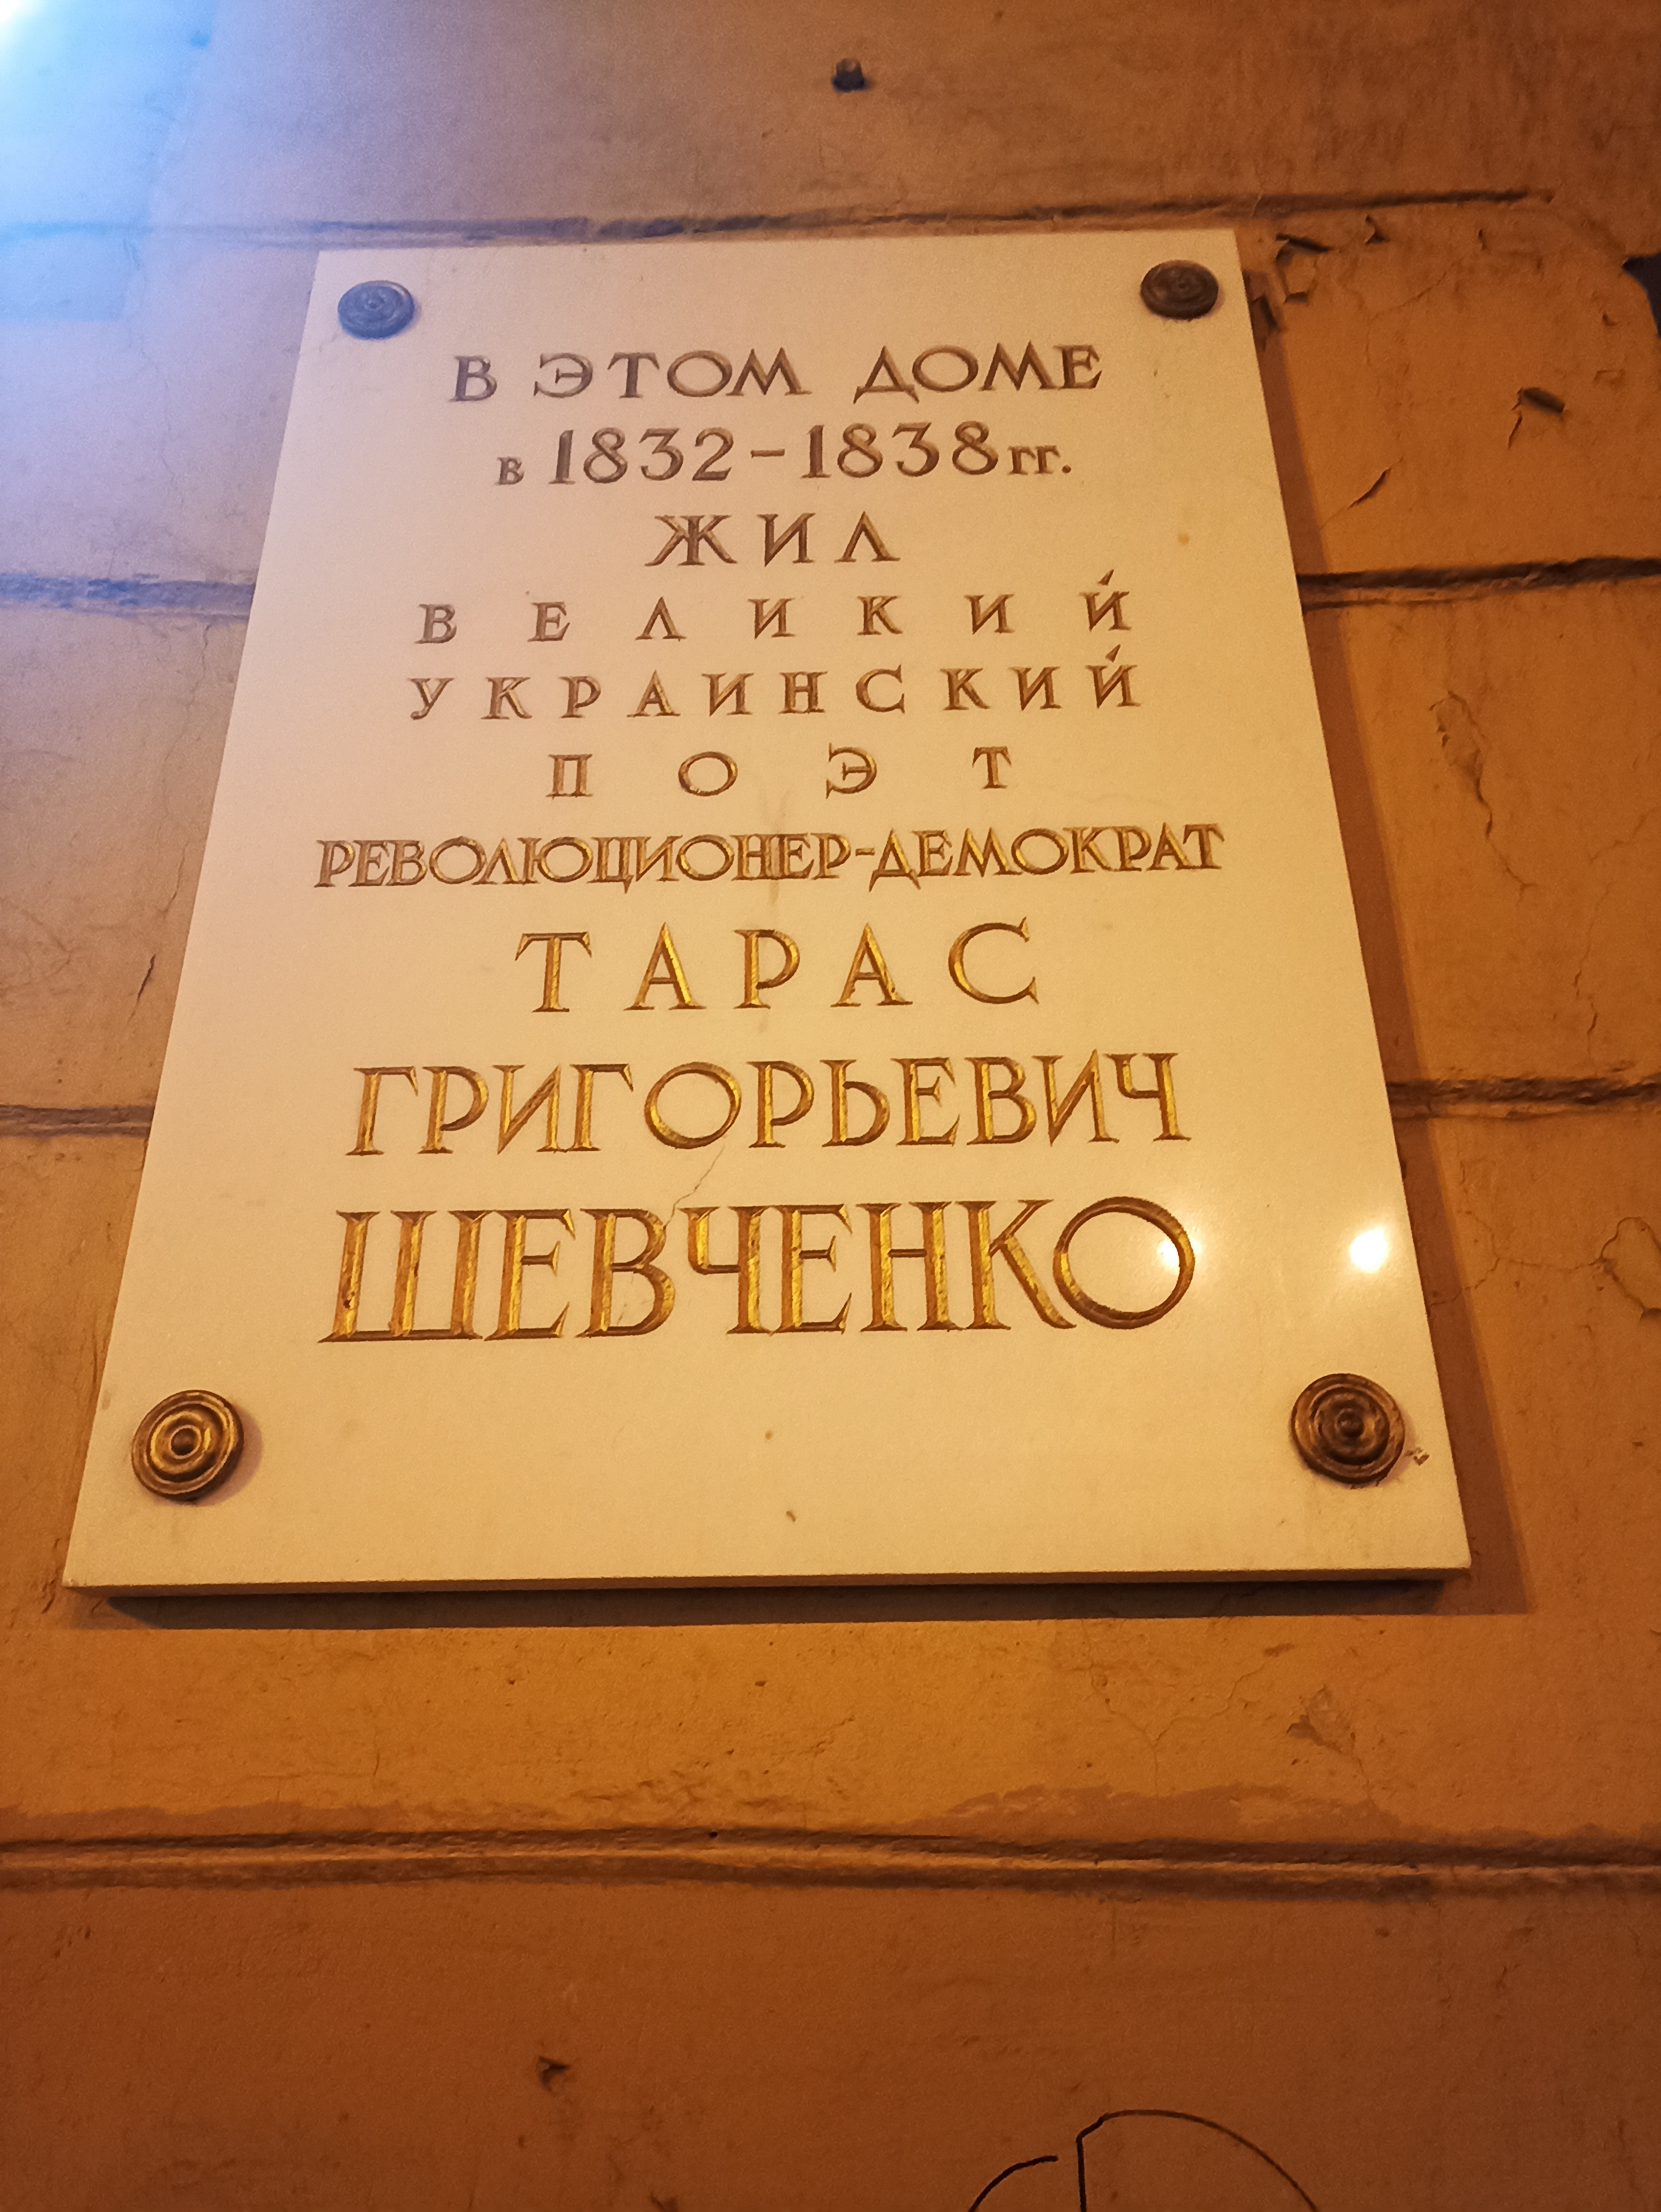 В ЭТОМ ДОМЕ
в 1832-1838 гг.
ЖИЛ
ВЕЛИКИЙ
УКРАИНСКИЙ
ПОЭТ
РЕВОЛЮЦИОНЕР-ДЕМОКРАТ
ТАРАС
ГРИГОРЬЕВИЧ
ШЕВЧЕНКО